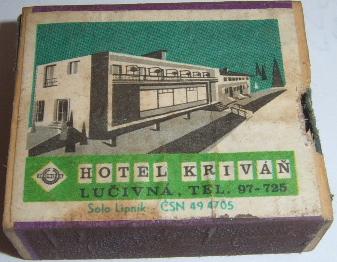 HOTEL KRIVÁŇ
LUČIVNÁ, TEL. 97-725
Solo Lipník - ČSN 49 4705